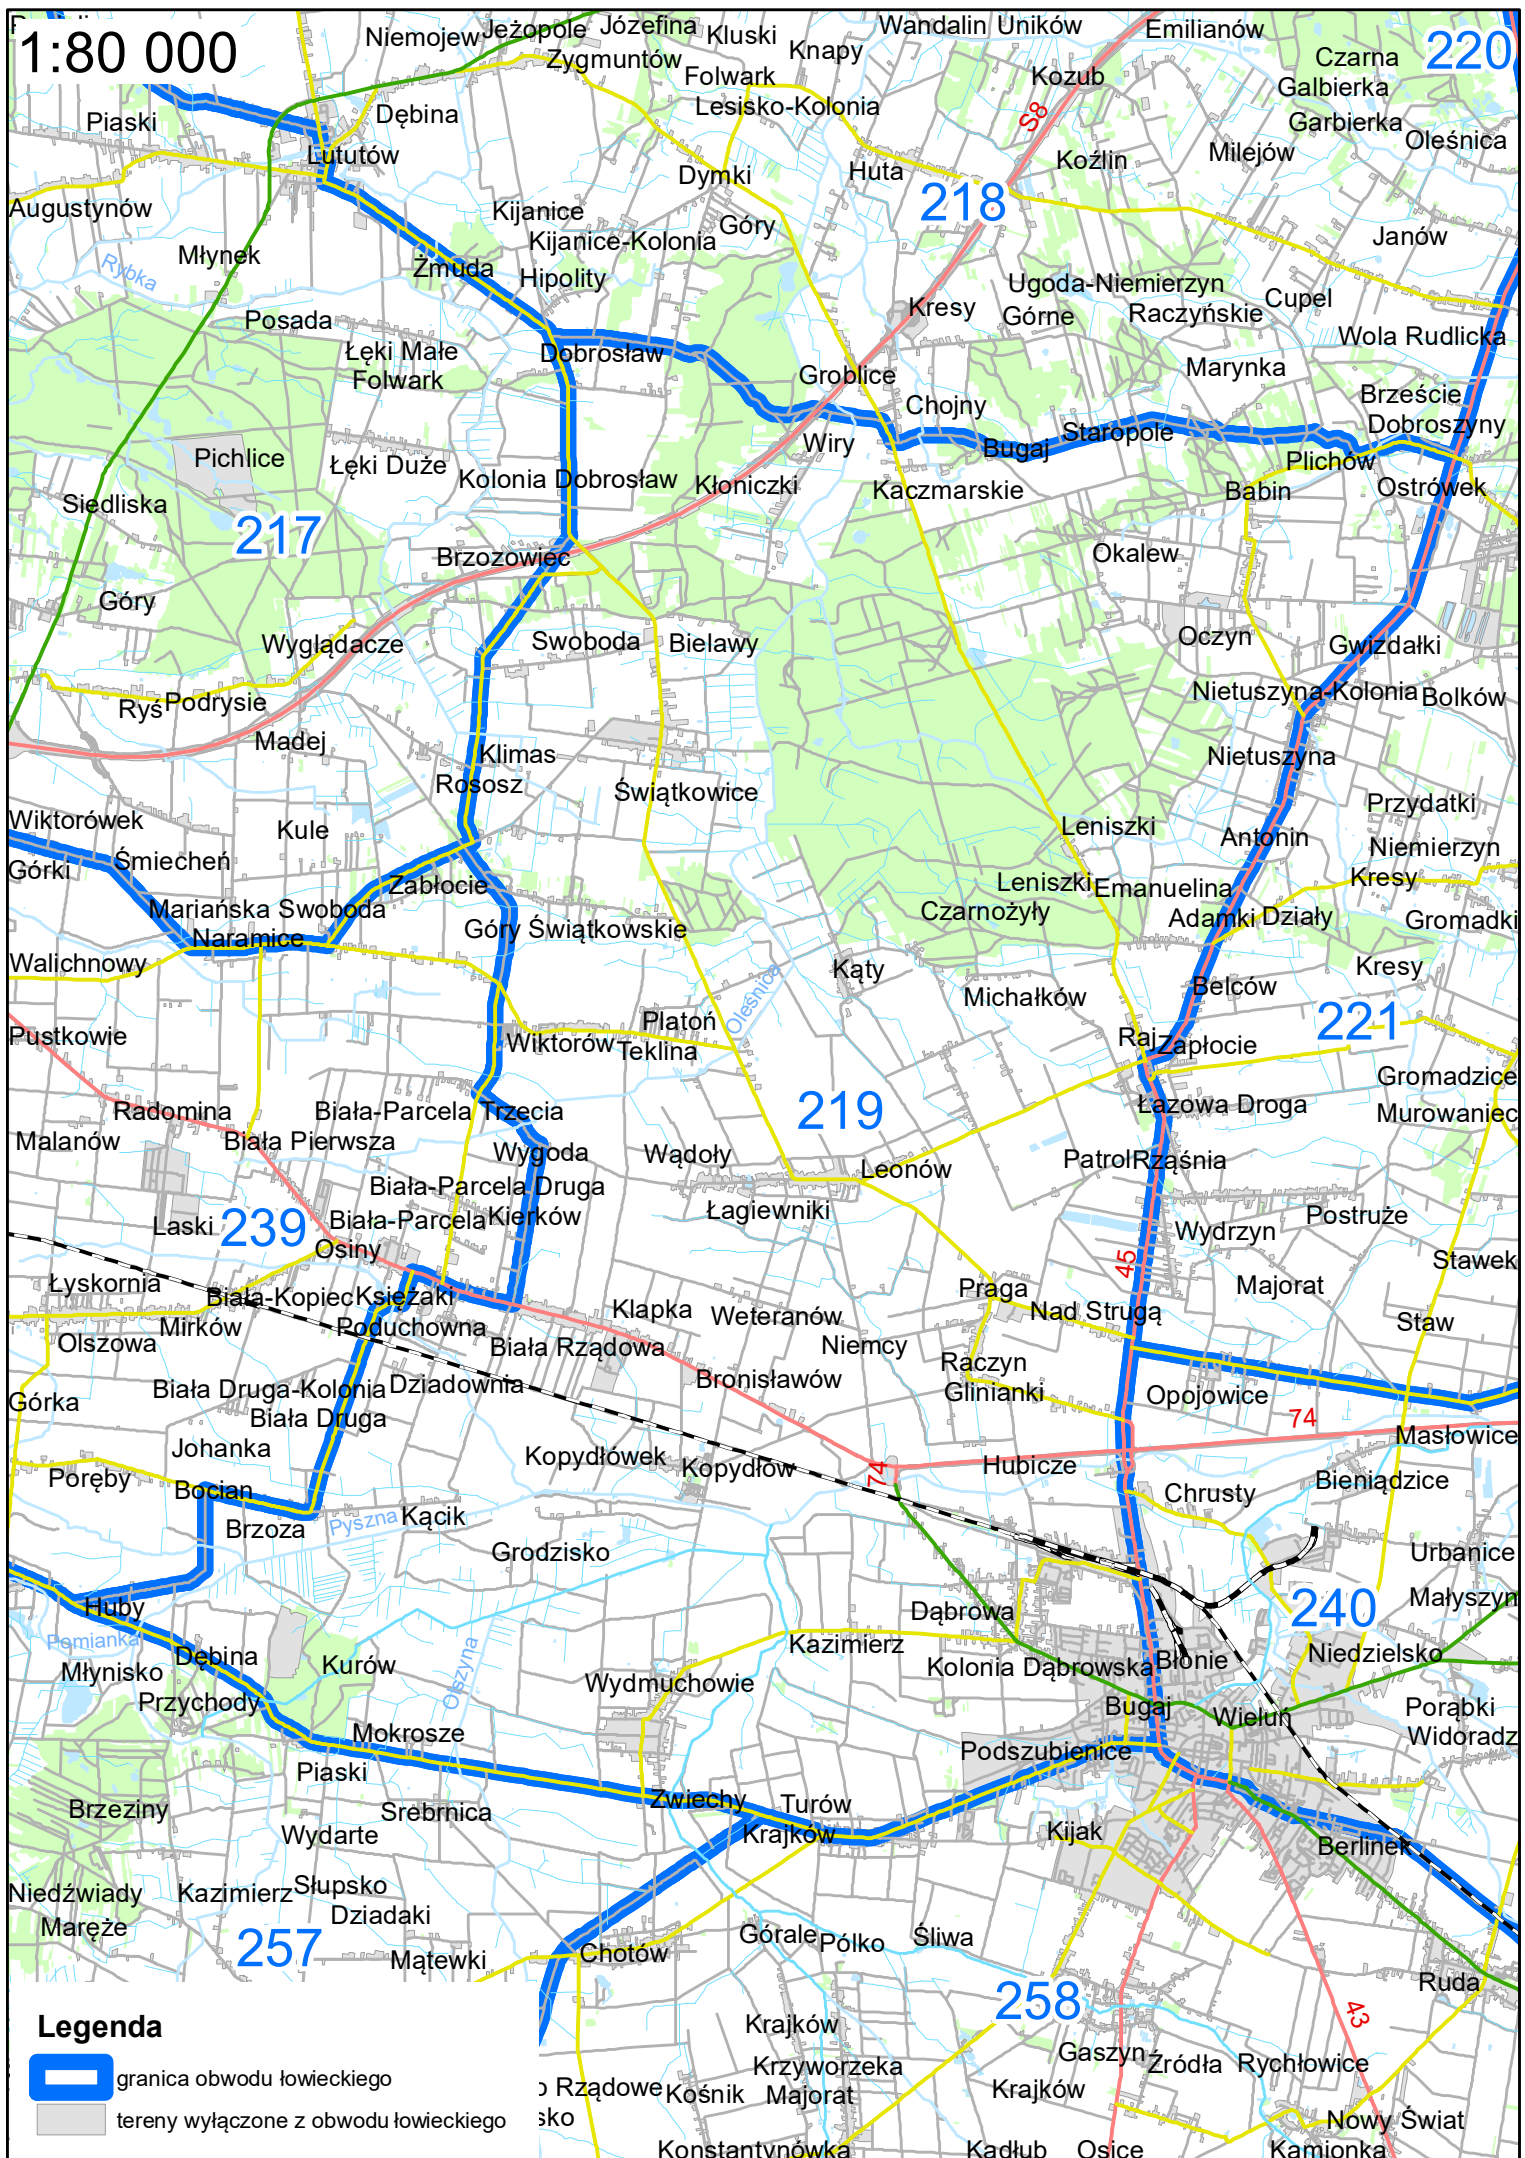 1:80 000
Niemojew
Jeżopole
Józefina
Kluski
Knapy
Wandalin
Uników
Emilianów
Czarna
220
Zygmuntów
Folwark
Kozub
Galbierka
Piaski
Dębina
Lesisko-Kolonia
S8
Garbierka
Oleśnica
Lututów
Dymki
Huta
Koźlin
Milejów
Augustynów
Kijanice
Góry
218
Janów
Młynek
Kijanice-Kolonia
Rybka
Żmuda
Hipolity
Ugoda-Niemierzyn
Cupel
Posada
Kresy
Górne
Raczyńskie
Wola Rudlicka
Łęki Małe
Dobrosław
Marynka
Folwark
Groblice
Brzeście
Chojny
Dobroszyny
Wiry
Bugaj
Staropole
Pichlice
Łęki Duże
Plichów
Siedliska
Kolonia Dobrosław
Kłoniczki
Kaczmarskie
Babin
Ostrówek
217
Brzozowiec
Okalew
Góry
Wyglądacze
Swoboda
Bielawy
Oczyn
Gwizdałki
Ryś
Podrysie
Nietuszyna-Kolonia
Bolków
Madej
Klimas
Nietuszyna
Rososz
Świątkowice
Przydatki
Wiktorówek
Kule
Leniszki
Antonin
Górki
Śmiecheń
Niemierzyn
Zabłocie
Leniszki
Emanuelina
Kresy
Mariańska Swoboda
Czarnożyły
Adamki
Działy
Gromadki
Naramice
Góry Świątkowskie
Walichnowy
Kąty
Kresy
Oleśnica
Michałków
Belców
Pustkowie
Platoń
221
Wiktorów
Teklina
Raj
Zapłocie
Gromadzice
Radomina
Biała-Parcela Trzecia
219
Łazowa Droga
Murowaniec
Malanów
Biała Pierwsza
Wygoda
Wądoły
Leonów
Patrol
Rząśnia
Biała-Parcela Druga
Laski
239
Biała-Parcela
Kierków
Łagiewniki
Wydrzyn
Postruże
Osiny
45
Stawek
Łyskornia
Biała-Kopiec
Księżaki
Klapka
Weteranów
Praga
Majorat
Mirków
Poduchowna
Nad Strugą
Staw
Olszowa
Biała Rządowa
Niemcy
Raczyn
Górka
Biała Druga-Kolonia
Dziadownia
Bronisławów
Glinianki
Opojowice
Biała Druga
74
Johanka
Masłowice
Poręby
Kopydłówek
Kopydłów
74
Hubicze
Bocian
Chrusty
Bieniądzice
Brzoza
Pyszna
Kącik
Grodzisko
Urbanice
Huby
Dąbrowa
240
Małyszyn
Pomianka
Dębina
Kazimierz
Młynisko
Kurów
Olszyna
Kolonia Dąbrowska
Błonie
Niedzielsko
Przychody
Wydmuchowie
Bugaj
Wieluń
Porąbki
Mokrosze
Podszubienice
Widoradz
Piaski
Brzeziny
Srebrnica
Zwiechy
Turów
Wydarte
Krajków
Kijak
Berlinek
Niedźwiady
Kazimierz
Słupsko
Maręże
Dziadaki
257
Mątewki
Chotów
Górale
Pólko
Śliwa
258
Ruda
Legenda
Krajków
43
granica obwodu łowieckiego
Krzyworzeka
Gaszyn
Źródła
Rychłowice
o Rządowe
Kośnik
Majorat
Krajków
tereny wyłączone z obwodu łowieckiego
sko
Nowy Świat
Konstantynówka
Kadłub
Osice
Kamionka